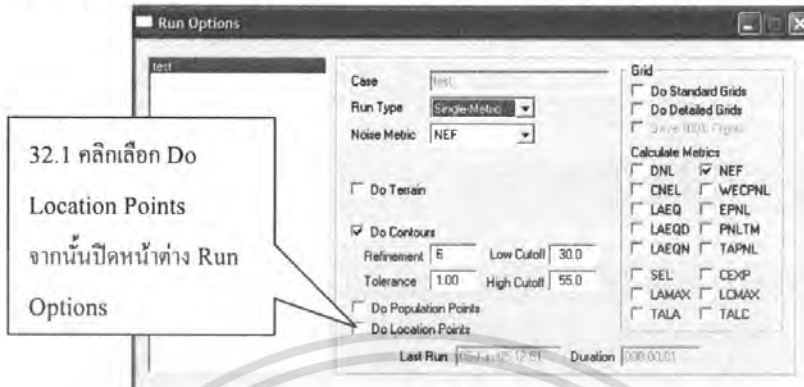 Run Options
test
32.1 คลิกเลือก Do
Location Points
จากนั้นปิดหน้าต่าง Run
Options
Case test
Run Type Single-Metric
Noise Metric NEF
Do Terrain
Do Contours
Refinement 6 Low Cutoff 30.0
Tolerance 1.00 High Cutoff 55.0
Do Population Points
Do Location Points
Last Run Duration 000:00:01
Grid
Do Standard Grids
Do Detailed Grids
Calculate Metrics
DNL NEF
CNEL WECPNL
LAEQ EPNL
LAEQD PNLTM
LAEQN TAPNL
SEL CEXP
LAMAX LCMAX
TALA TALC